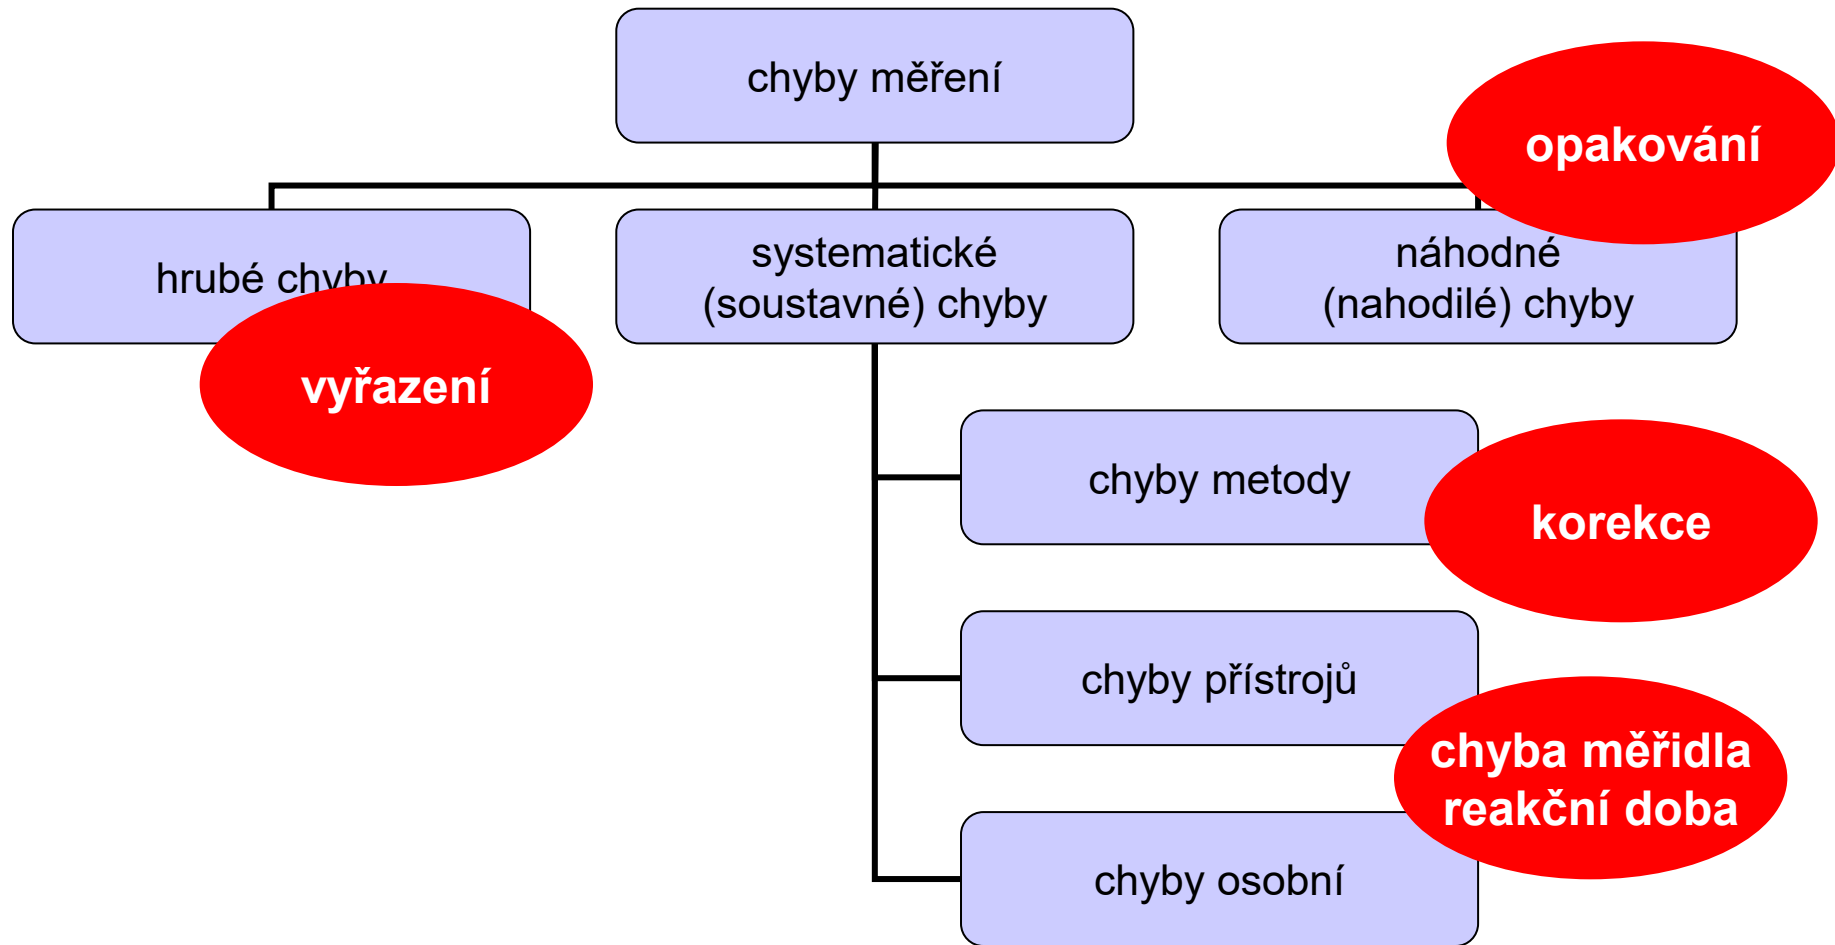 chyby měření
opakování
hrubé chyby
vyřazení
systematické
(soustavné) chyby
náhodné
(nahodilé) chyby
chyby metody
korekce
chyby přístrojů
chyba měřidla
reakční doba
chyby osobní